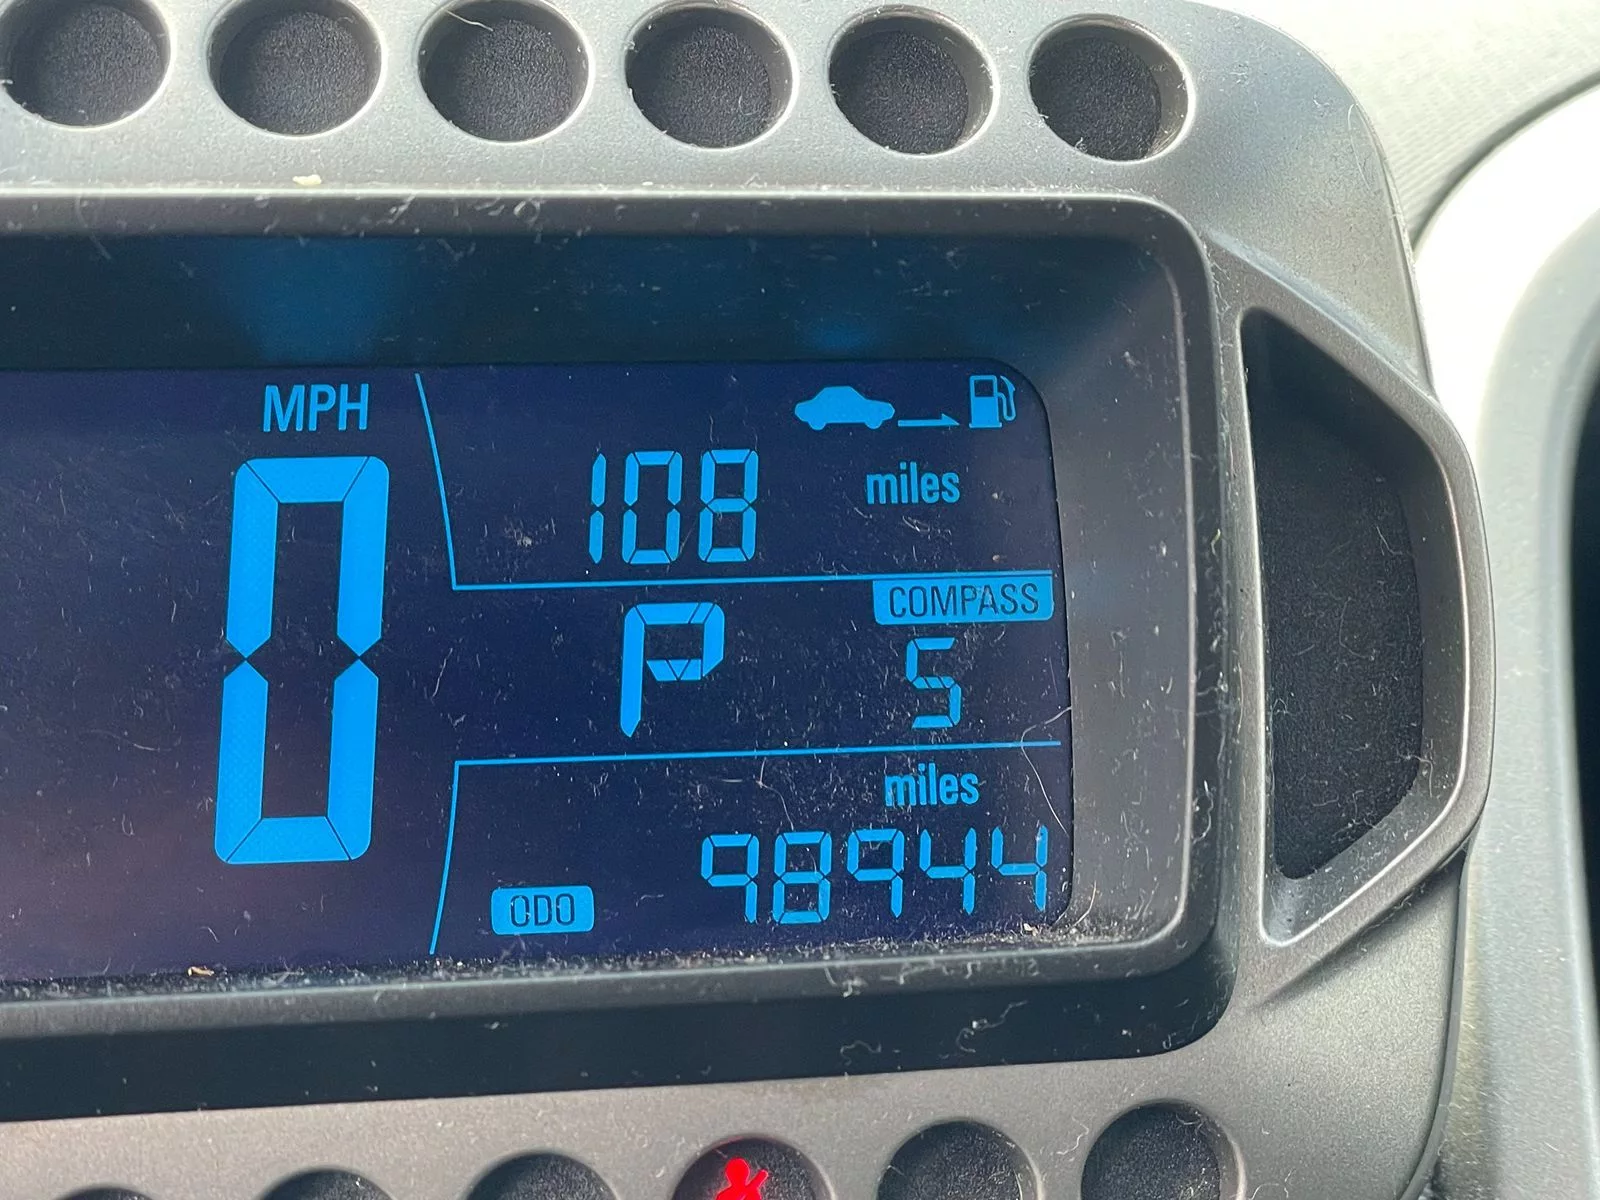 MPH
0
108 miles
COMPASS
P S
miles
ODO 98944